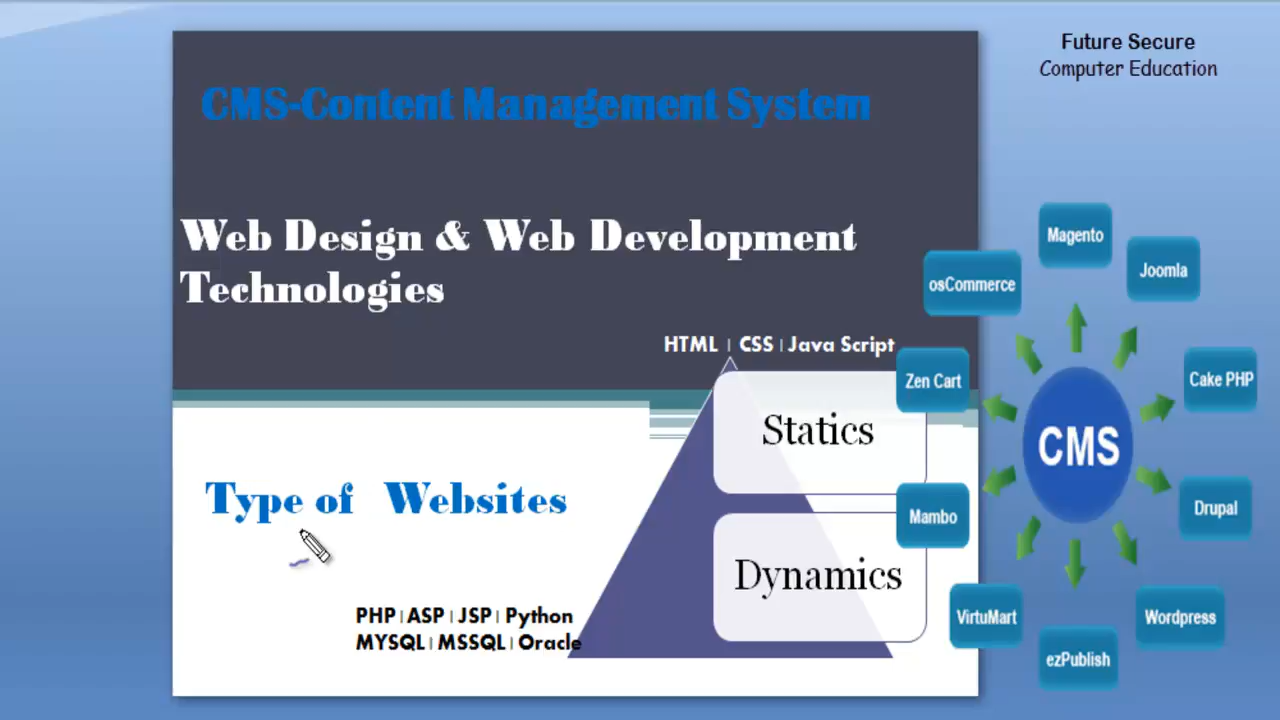 Future Secure
Computer Education
CMS-Content Management System
Web Design & Web Development
Technologies
HTML | CSS | Java Script
Statics
Type of Websites
Dynamics
PHP | ASP | JSP | Python
MYSQL | MSSQL | Oracle
Magento
Joomla
osCommerce
Zen Cart
Cake PHP
CMS
Mambo
Drupal
VirtuMart
Wordpress
ezPublish